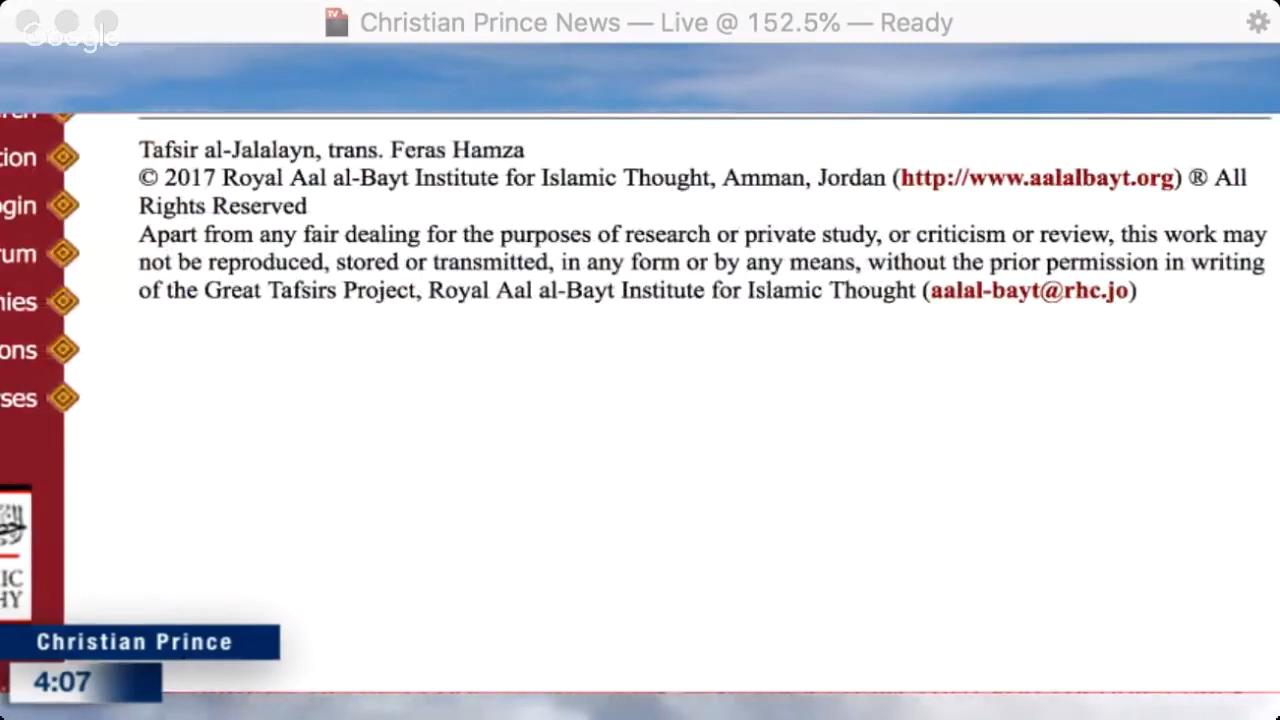 Christian Prince News — Live @ 152.5% — Ready
Google
tion
Tafsir al-Jalalayn, trans. Feras Hamza
© 2017 Royal Aal al-Bayt Institute for Islamic Thought, Amman, Jordan (http://www.aalalbayt.org) ® All
ogin
Rights Reserved
rum
Apart from any fair dealing for the purposes of research or private study, or criticism or review, this work may
not be reproduced, stored or transmitted, in any form or by any means, without the prior permission in writing
nies
of the Great Tafsirs Project, Royal Aal al-Bayt Institute for Islamic Thought (aalal-bayt@rhc.jo)
ons
rses
IC
HY
Christian Prince
4:07